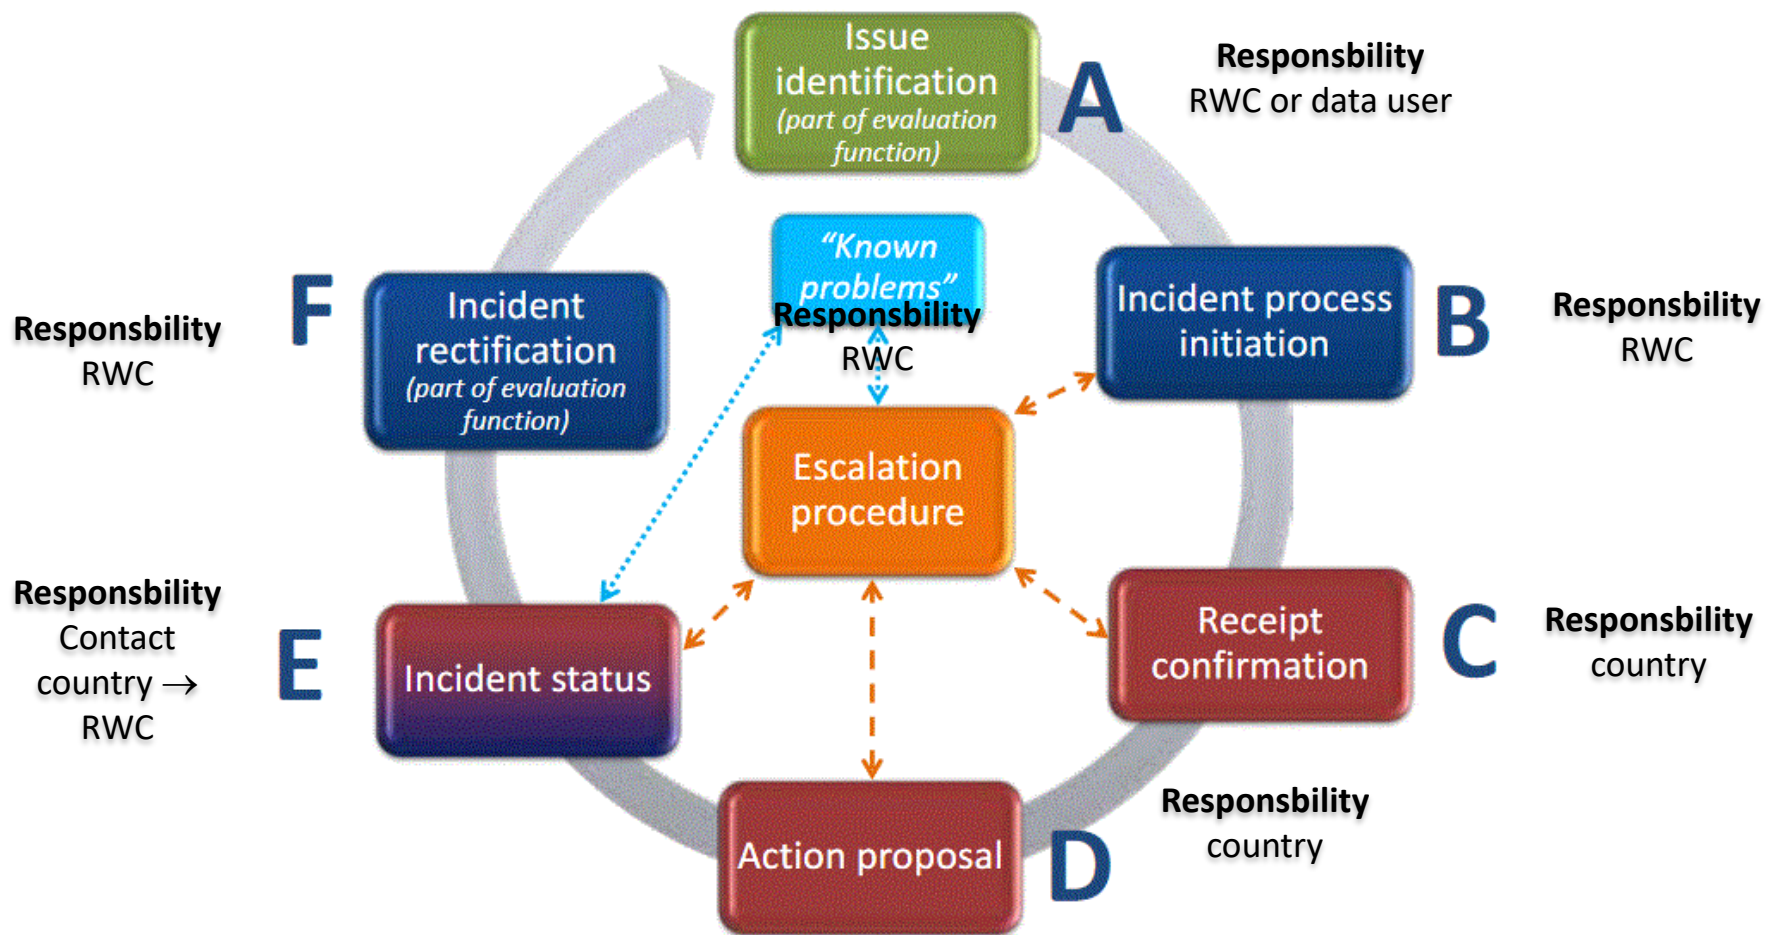 Issue
identification
(part of evaluation
function)
A
Responsbility
RWC or data user
“Known
problems”
Responsbility
RWC
Incident process
initiation
B
Responsbility
RWC
Responsbility
RWC
F
Incident
rectification
(part of evaluation
function)
Escalation
procedure
Receipt
confirmation
C
Responsbility
country
Responsbility
Contact
country →
RWC
E
Incident status
Action proposal
D
Responsbility
country